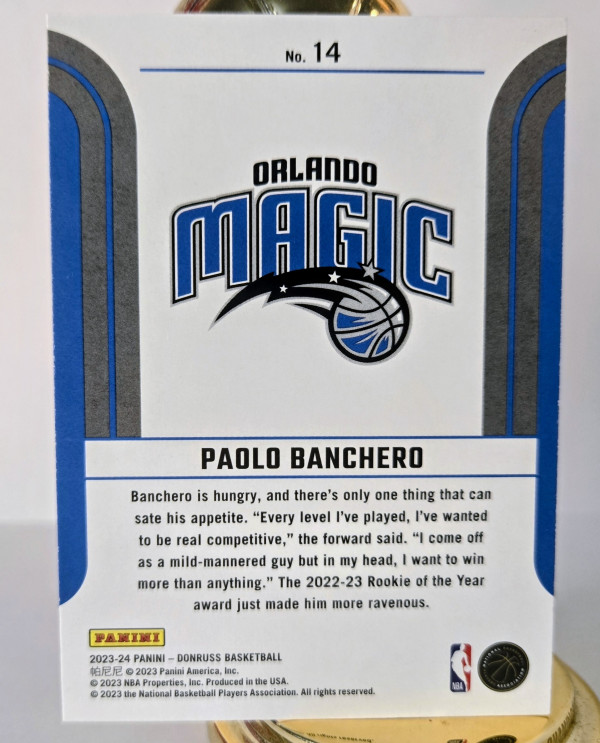 No. 14
ORLANDO
MAGIC
PAOLO BANCHERO
Banchero is hungry, and there's only one thing that can
sate his appetite. “Every level I've played, I've wanted
to be real competitive,” the forward said. “I come off
as a mild-mannered guy but in my head, I want to win
more than anything.” The 2022-23 Rookie of the Year
award just made him more ravenous.
PANINI
2023-24 PANINI – DONRUSS BASKETBALL
帕尼尼 © 2023 Panini America, Inc.
© 2023 NBA Properties, Inc. Produced in the USA.
© 2023 the National Basketball Players Association. All rights reserved.
NBA